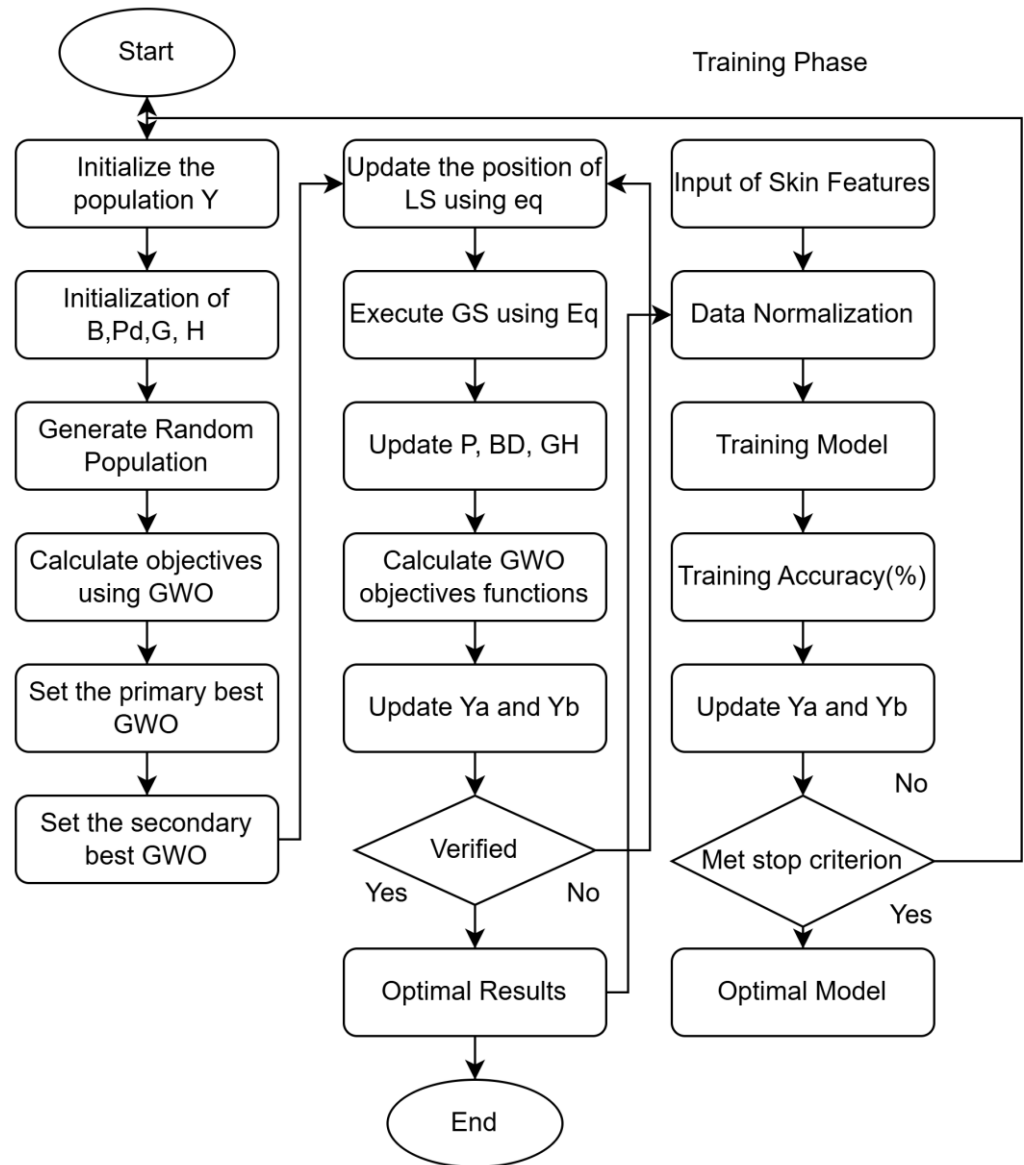 Start
Training Phase
Initialize the
population Y
Initialization of
B,Pd,G, H
Generate Random
Population
Calculate objectives
using GWO
Set the primary best
GWO
Set the secondary
best GWO
Update the position of
LS using eq
Execute GS using Eq
Update P, BD, GH
Calculate GWO
objectives functions
Update Ya and Yb
Verified
Yes
No
Optimal Results
End
Input of Skin Features
Data Normalization
Training Model
Training Accuracy(%)
Update Ya and Yb
No
Met stop criterion
Yes
Optimal Model